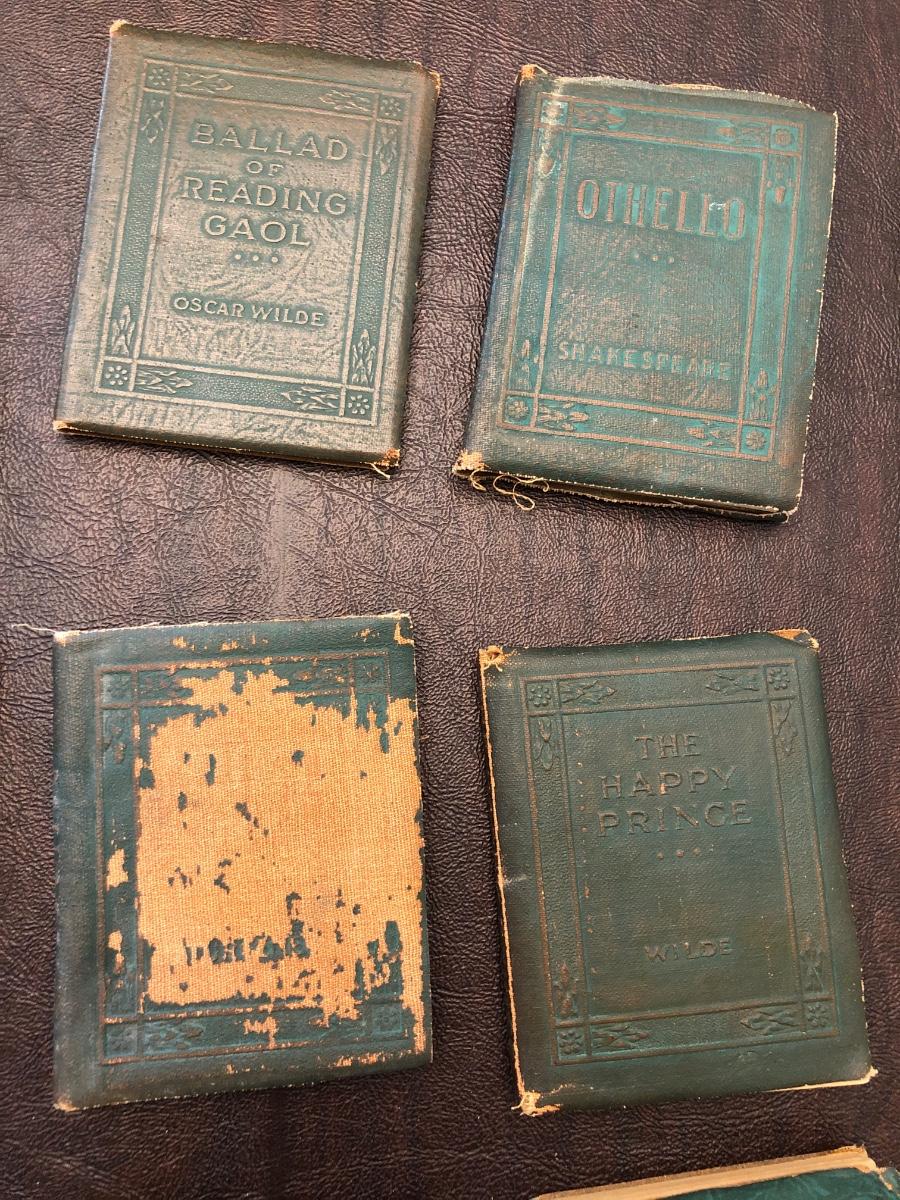 BALLAD
OF
READING
GAOL
OSCAR WILDE
OTHELLO
SHAKESPEARE
THE
HAPPY
PRINCE
WILDE